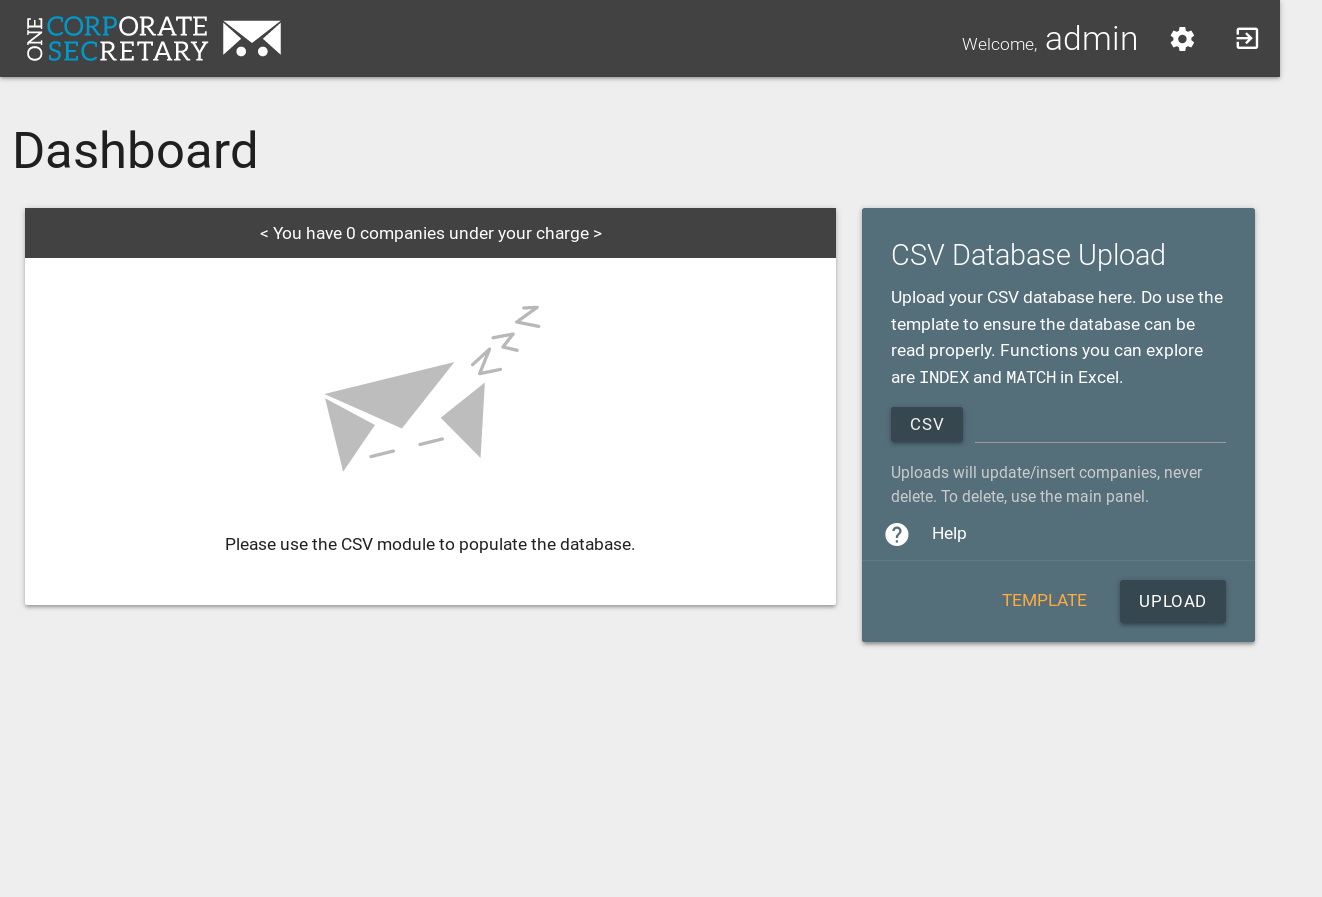 ONE
CORPORATE
SECRETARY
Welcome, admin
Dashboard
< You have 0 companies under your charge >
Z Z Z
Please use the CSV module to populate the database.
CSV Database Upload
Upload your CSV database here. Do use the
template to ensure the database can be
read properly. Functions you can explore
are INDEX and MATCH in Excel.
CSV
Uploads will update/insert companies, never
delete. To delete, use the main panel.
? Help
TEMPLATE
UPLOAD